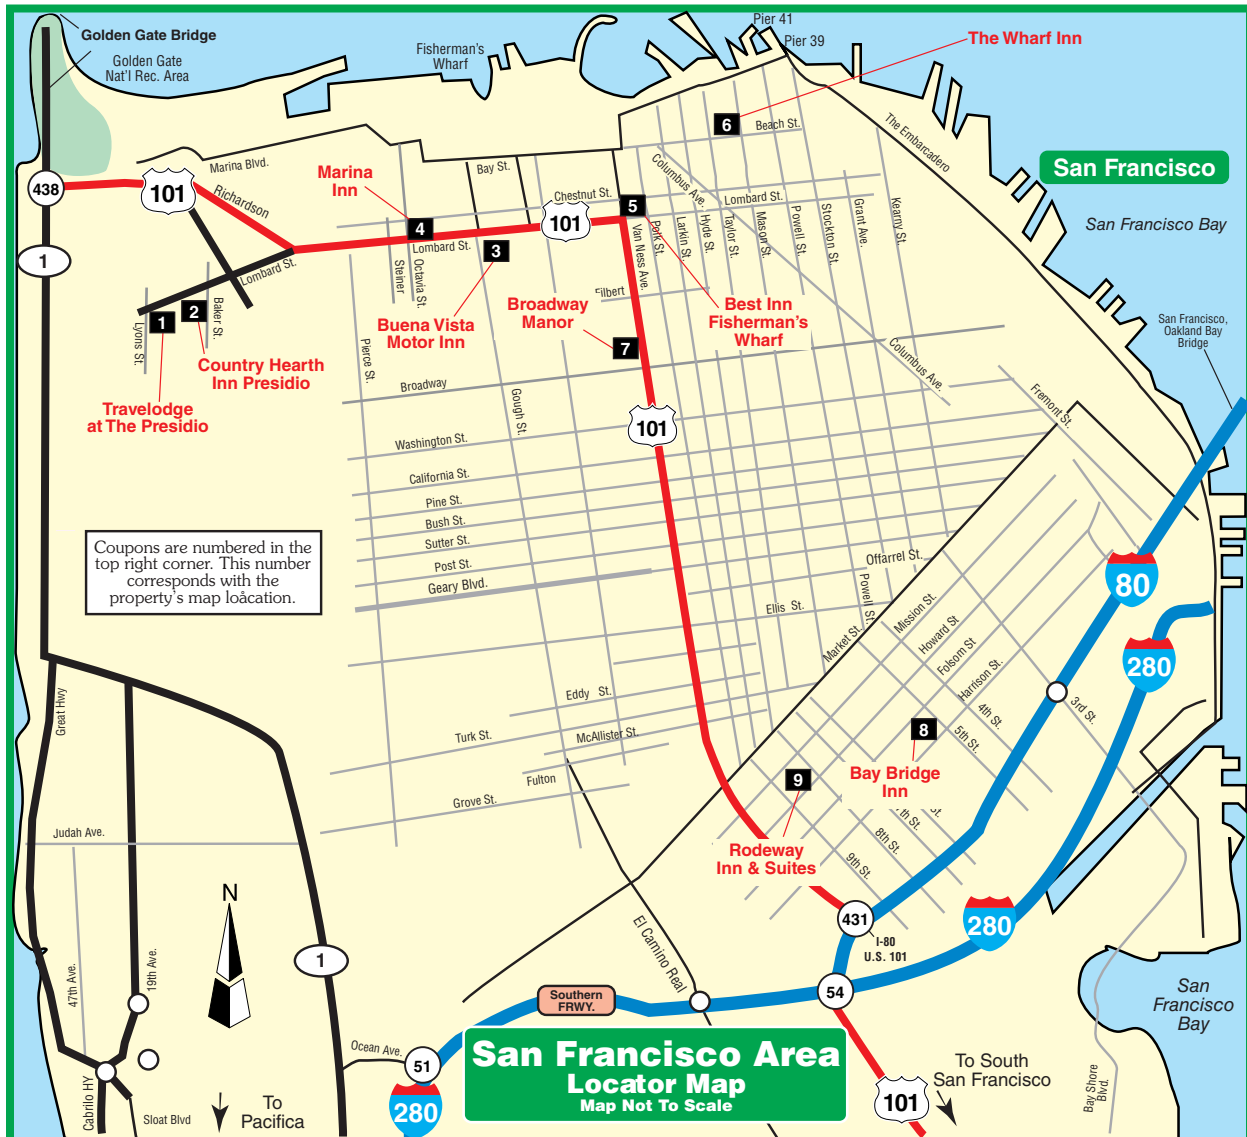 Golden Gate Bridge
Golden Gate
Nat'l Rec. Area
Fisherman's
Wharf
Pier 41
Pier 39
The Wharf Inn
6
Beach St.
The Embarcadero
San Francisco
San Francisco Bay
Marina Blvd.
Bay St.
Marina
Inn
438
101
Richardson
Chestnut St.
Columbus Ave.
Lombard St.
5
101
4
Lombard St.
3
1
Lombard St.
Steiner
Octavia St.
Van Ness Ave.
Polk St.
Larkin St.
Hyde St.
Taylor St.
Mason St.
Powell St.
Stockton St.
Grant Ave.
Kearny St.
Filbert
Broadway
Manor
Best Inn
Fisherman's
Wharf
Buena Vista
Motor Inn
7
1
2
Lyons St.
Baker St.
Country Hearth
Inn Presidio
Travelodge
at The Presidio
San Francisco,
Oakland Bay
Bridge
Pierce St.
Broadway
Gough St.
Columbus Ave.
Fremont St.
101
Washington St.
California St.
Pine St.
Bush St.
Sutter St.
Post St.
Geary Blvd.
Coupons are numbered in the
top right corner. This number
corresponds with the
property's map loåcation.
Offarrel St.
Powell St.
Ellis St.
80
280
Market St.
Mission St.
Howard St
Folsom St
Harrison St.
4th St.
5th St.
3rd St.
Great Hwy
Eddy St.
Turk St.
McAllister St.
Fulton
Grove St.
8
Bay Bridge
Inn
9
Rodeway
Inn & Suites
8th St.
9th St.
Judah Ave.
N
431
I-80
U.S. 101
280
El Camino Real
47th Ave.
19th Ave.
1
54
Southern
FRWY.
San
Francisco
Bay
Ocean Ave.
51
280
San Francisco Area
Locator Map
Map Not To Scale
To South
San Francisco
101
Bay Shore
Blvd.
Cabrilo HY
Sloat Blvd
To
Pacifica